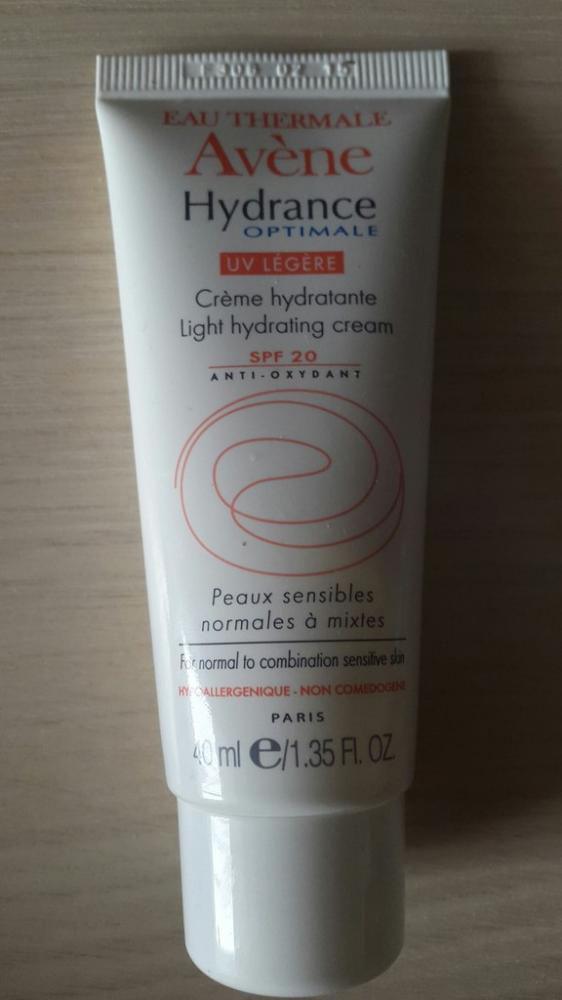 EAU THERMALE
Avène
Hydrance
OPTIMALE
UV LÉGÈRE
Crème hydratante
Light hydrating cream
SPF 20
ANTI-OXYDANT
Peaux sensibles
normales à mixtes
For normal to combination sensitive skin
HYPOALLERGENIQUE - NON COMEDOGENE
PARIS
40 ml e/1.35 Fl. OZ.